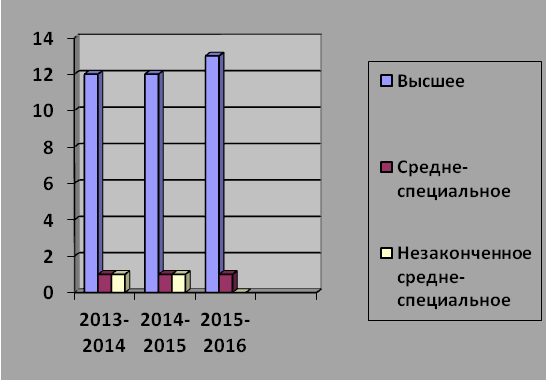 14
12
10
8
6
4
2
0
2013-
2014
2014-
2015
2015-
2016
Высшее
Средне-
специальное
Незаконченное
средне-
специальное